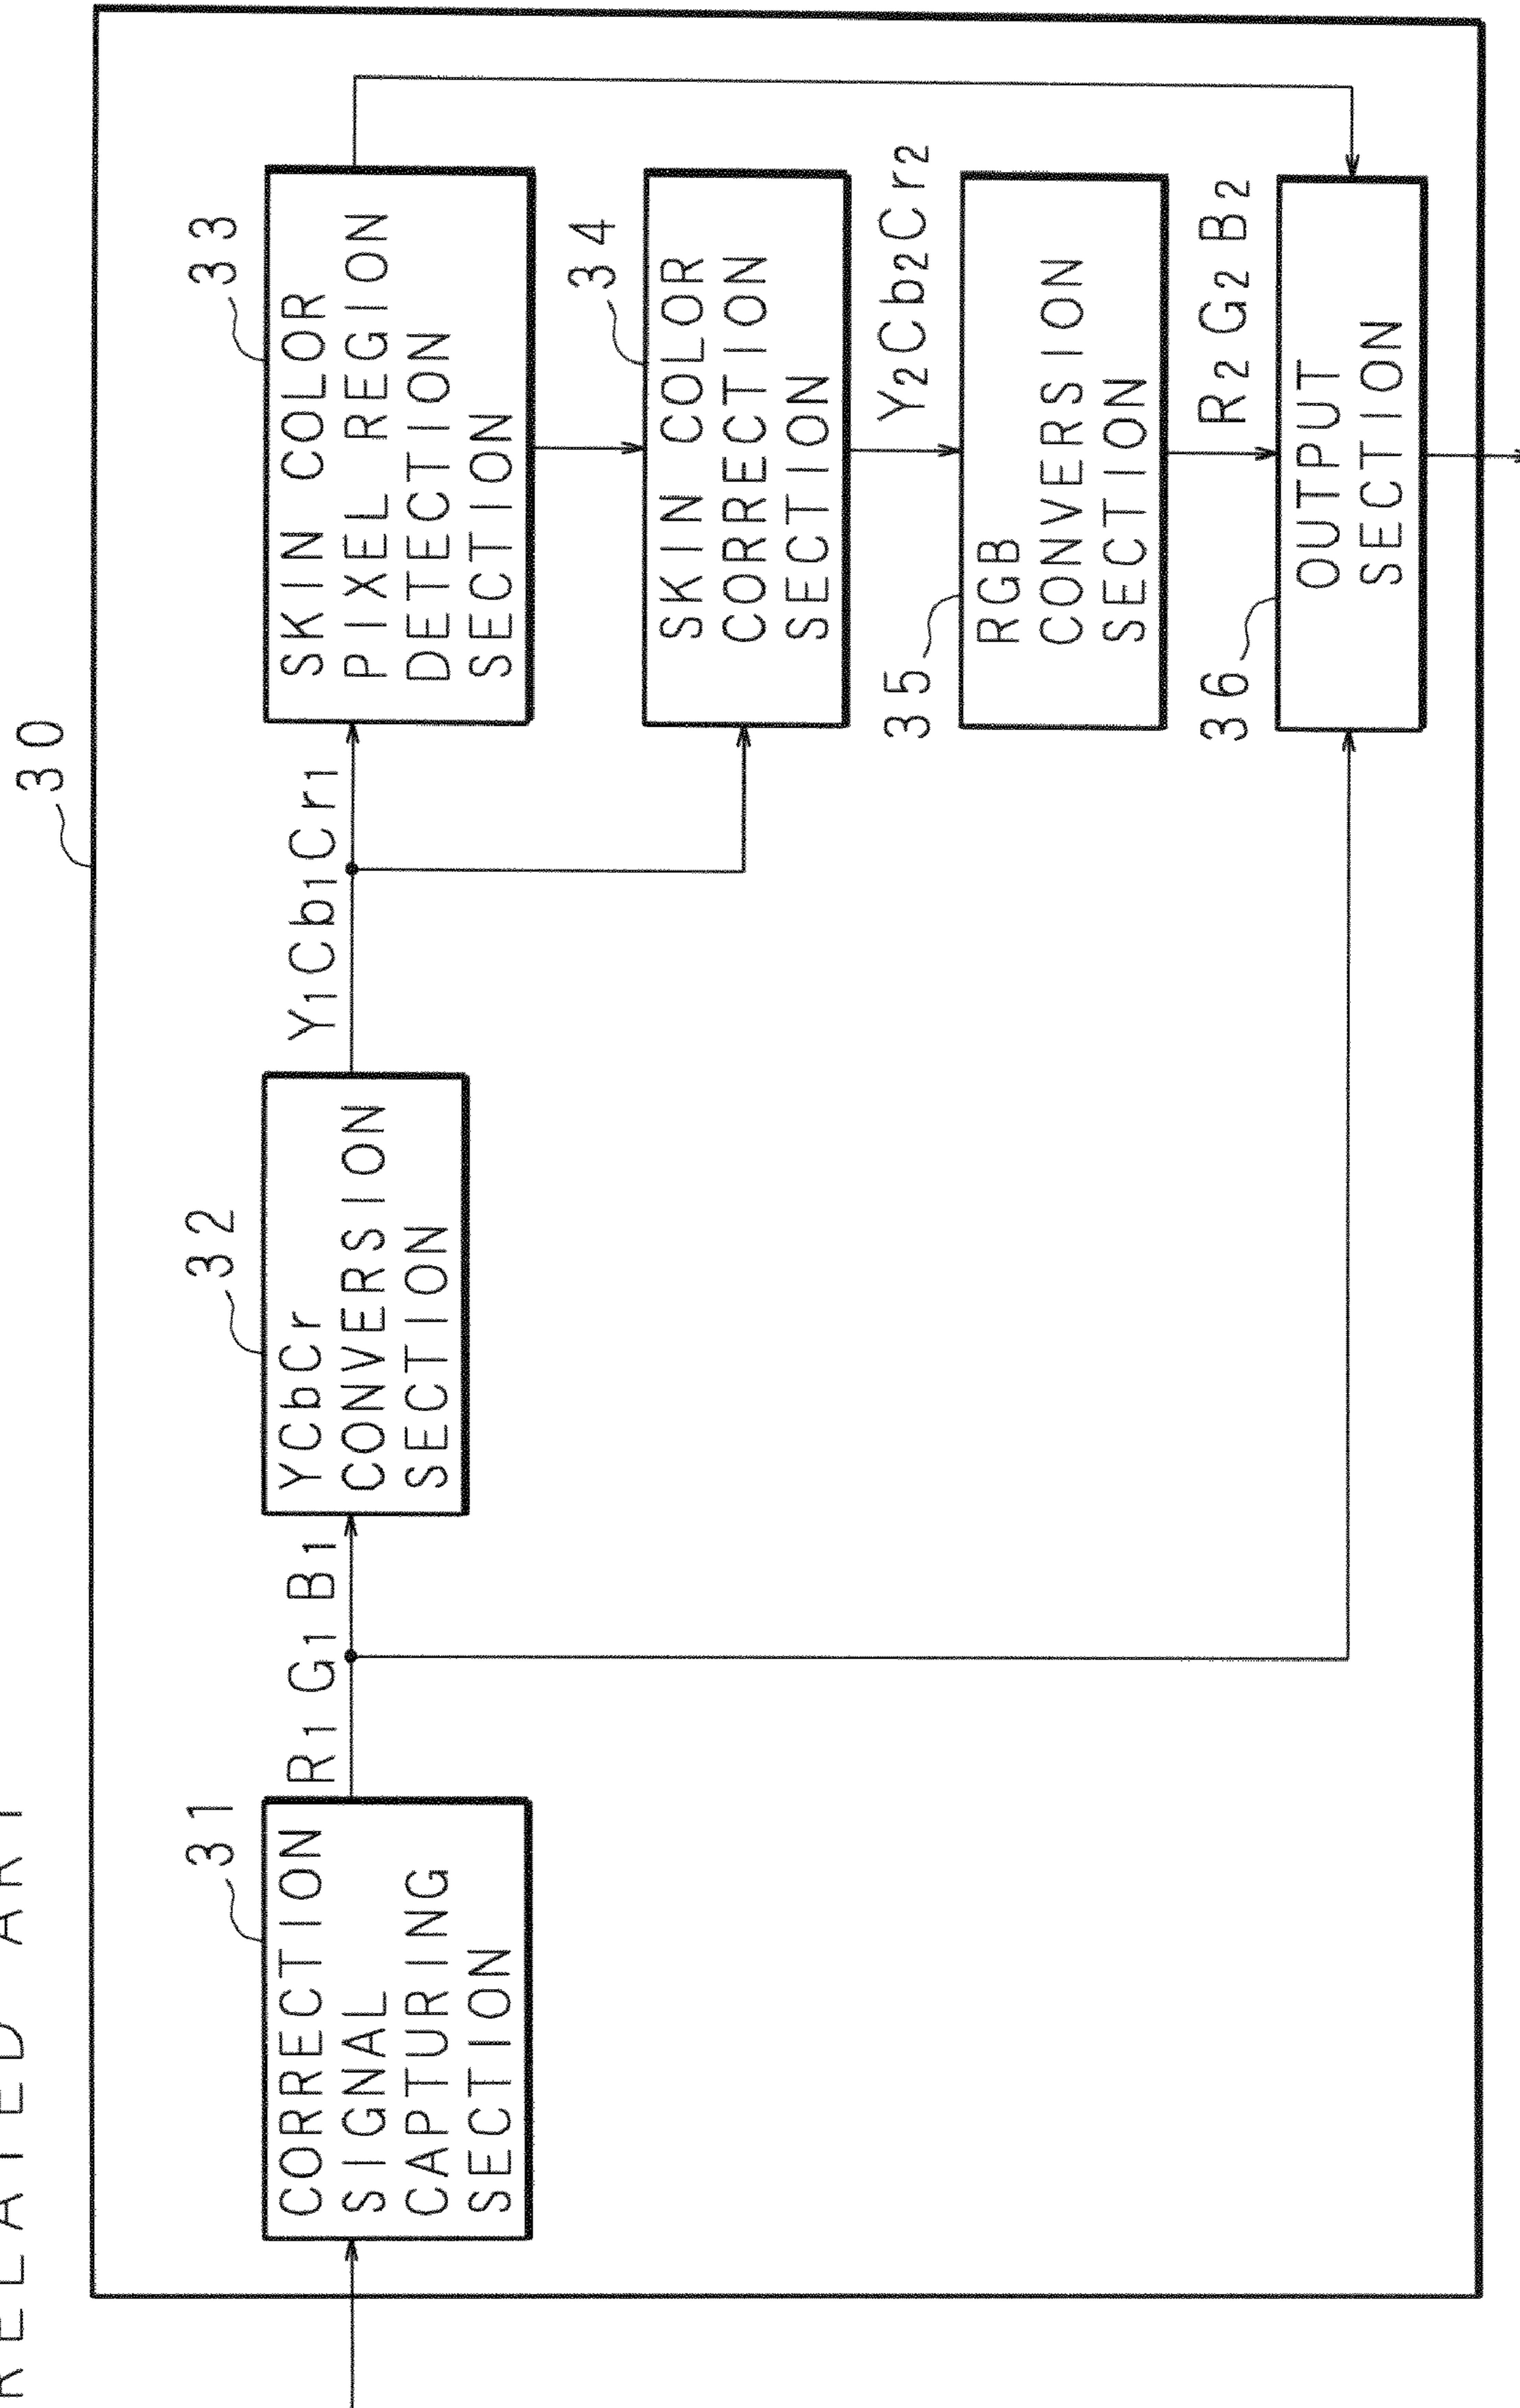 RELATED ART
30
31
CORRECTION
SIGNAL
CAPTURING
SECTION
R1 G1 B1
32
YCbCr
CONVERSION
SECTION
Y1Cb1Cr1
33
SKIN COLOR
PIXEL REGION
DETECTION
SECTION
34
SKIN COLOR
CORRECTION
SECTION
Y2Cb2Cr2
35
RGB
CONVERSION
SECTION
R2 G2 B2
36
OUTPUT
SECTION